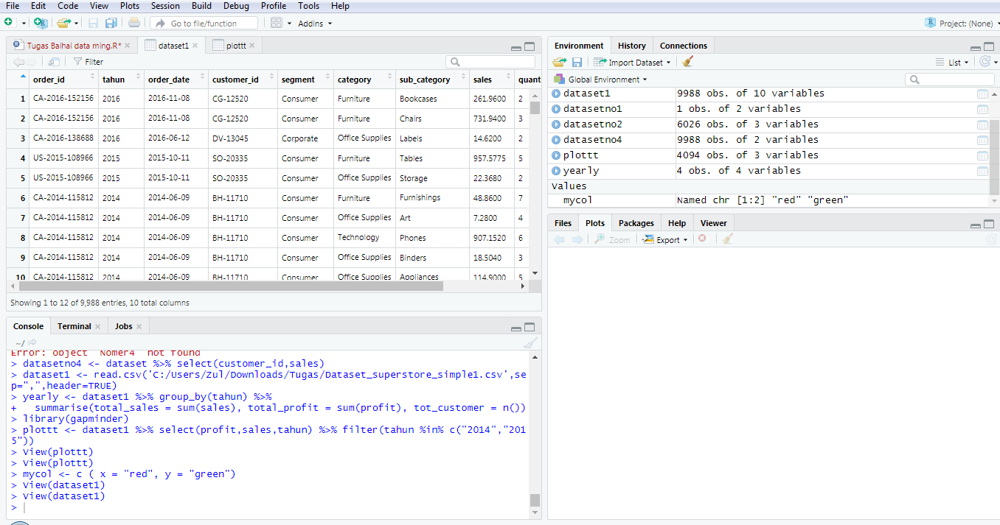 File Edit Code View Plots Session Build Debug Profile Tools Help
Go to file/function Addins Project: (None)
Tugas Baihai data ming.R* dataset1 plottt
Filter
order_id tahun order_date customer_id segment category sub_category sales quant
1 CA-2016-152156 2016 2016-11-08 CG-12520 Consumer Furniture Bookcases 261.9600 2
2 CA-2016-152156 2016 2016-11-08 CG-12520 Consumer Furniture Chairs 731.9400 3
3 CA-2016-138688 2016 2016-06-12 DV-13045 Corporate Office Supplies Labels 14.6200 2
4 US-2015-108966 2015 2015-10-11 SO-20335 Consumer Furniture Tables 957.5775 5
5 US-2015-108966 2015 2015-10-11 SO-20335 Consumer Office Supplies Storage 22.3680 2
6 CA-2014-115812 2014 2014-06-09 BH-11710 Consumer Furniture Furnishings 48.8600 7
7 CA-2014-115812 2014 2014-06-09 BH-11710 Consumer Office Supplies Art 7.2800 4
8 CA-2014-115812 2014 2014-06-09 BH-11710 Consumer Technology Phones 907.1520 6
9 CA-2014-115812 2014 2014-06-09 BH-11710 Consumer Office Supplies Binders 18.5040 3
10 CA-2014-115812 2014 2014-06-09 BH-11710 Consumer Office Supplies Appliances 114.9000 5
Showing 1 to 12 of 9,988 entries, 10 total columns
Console Terminal Jobs
~/
Error: object 'Nomer4' not found
> datasetno4 <- dataset %>% select(customer_id,sales)
> dataset1 <- read.csv('C:/Users/Zul/Downloads/Tugas/Dataset_superstore_simple1.csv',se
p=",",header=TRUE)
> yearly <- dataset1 %>% group_by(tahun) %>%
+   summarise(total_sales = sum(sales), total_profit = sum(profit), tot_customer = n())
> library(gapminder)
> plottt <- dataset1 %>% select(profit,sales,tahun) %>% filter(tahun %in% c("2014","201
5"))
> View(plottt)
> View(plottt)
> mycol <- c ( x = "red", y = "green")
> View(dataset1)
> View(dataset1)
>
Environment History Connections
Import Dataset List
Global Environment
dataset1 9988 obs. of 10 variables
datasetno1 1 obs. of 2 variables
datasetno2 6026 obs. of 3 variables
datasetno4 9988 obs. of 2 variables
plottt 4094 obs. of 3 variables
yearly 4 obs. of 4 variables
Values
mycol Named chr [1:2] "red" "green"
Files Plots Packages Help Viewer
Zoom Export